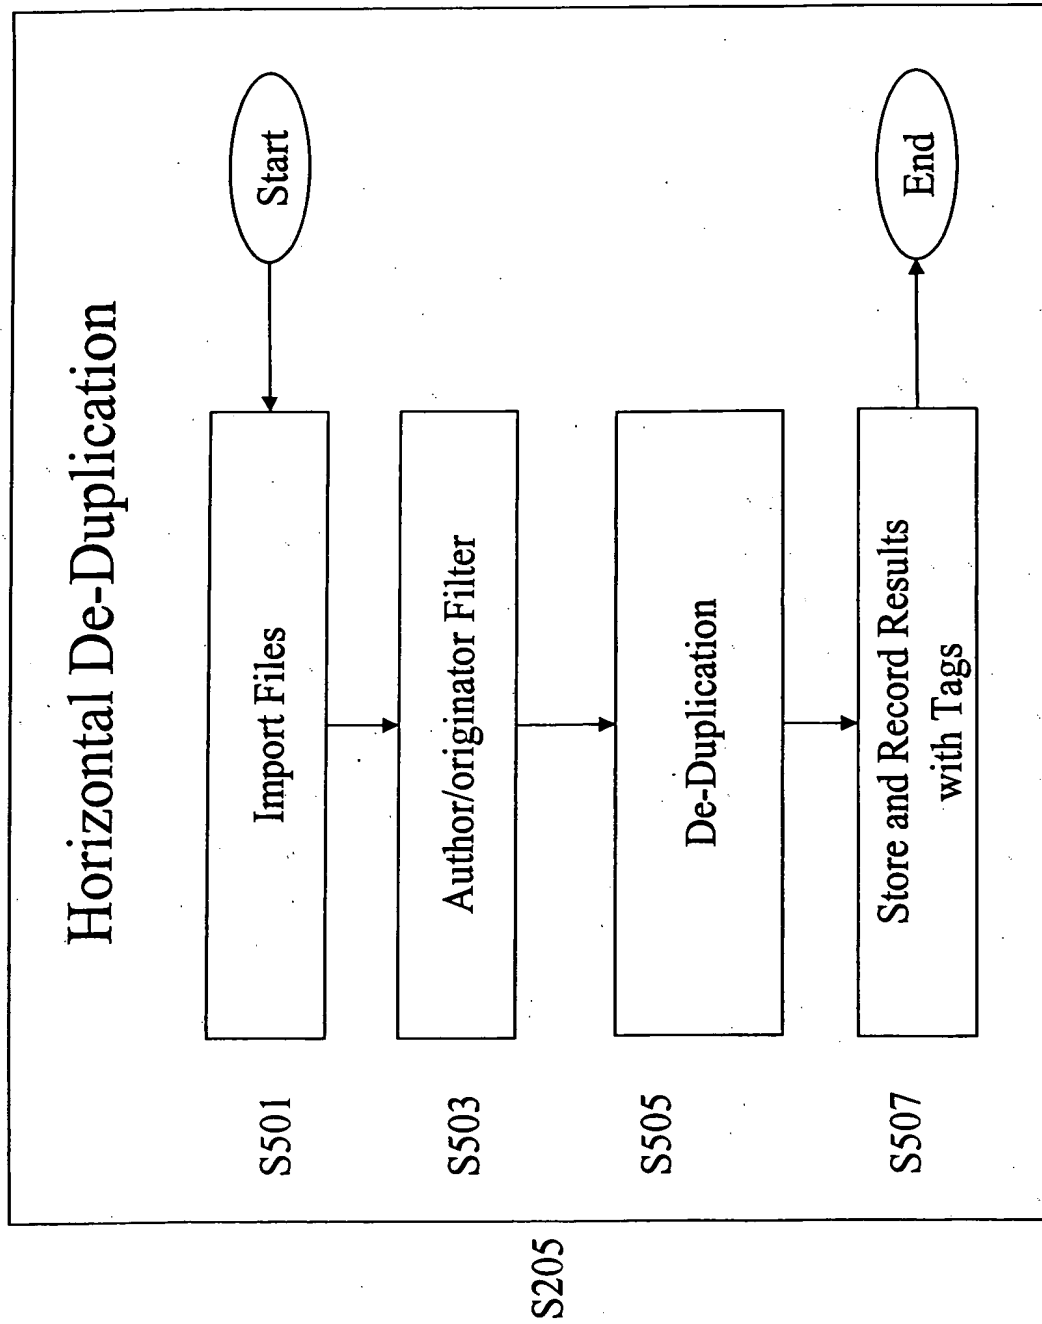 Horizontal De-Duplication
Start
S501
Import Files
S503
Author/originator Filter
S505
De-Duplication
S507
Store and Record Results
with Tags
End
S205